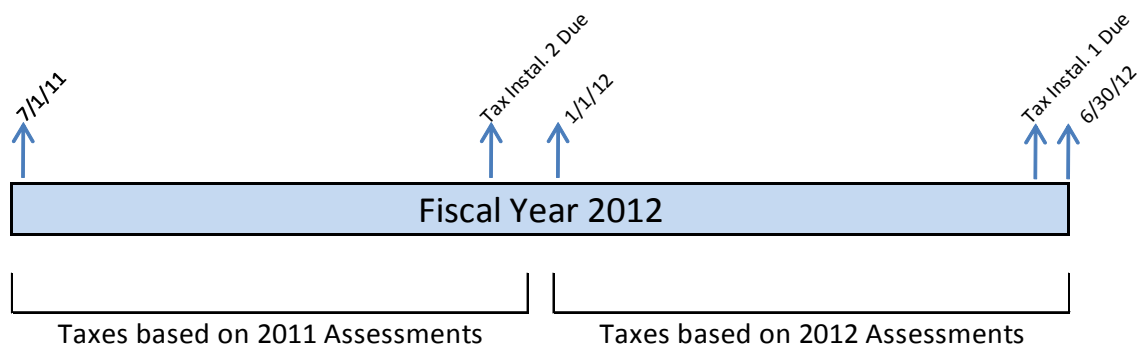 7/1/11
Tax Instal. 2 Due
1/1/12
Tax Instal. 1 Due
6/30/12
Fiscal Year 2012
Taxes based on 2011 Assessments
Taxes based on 2012 Assessments